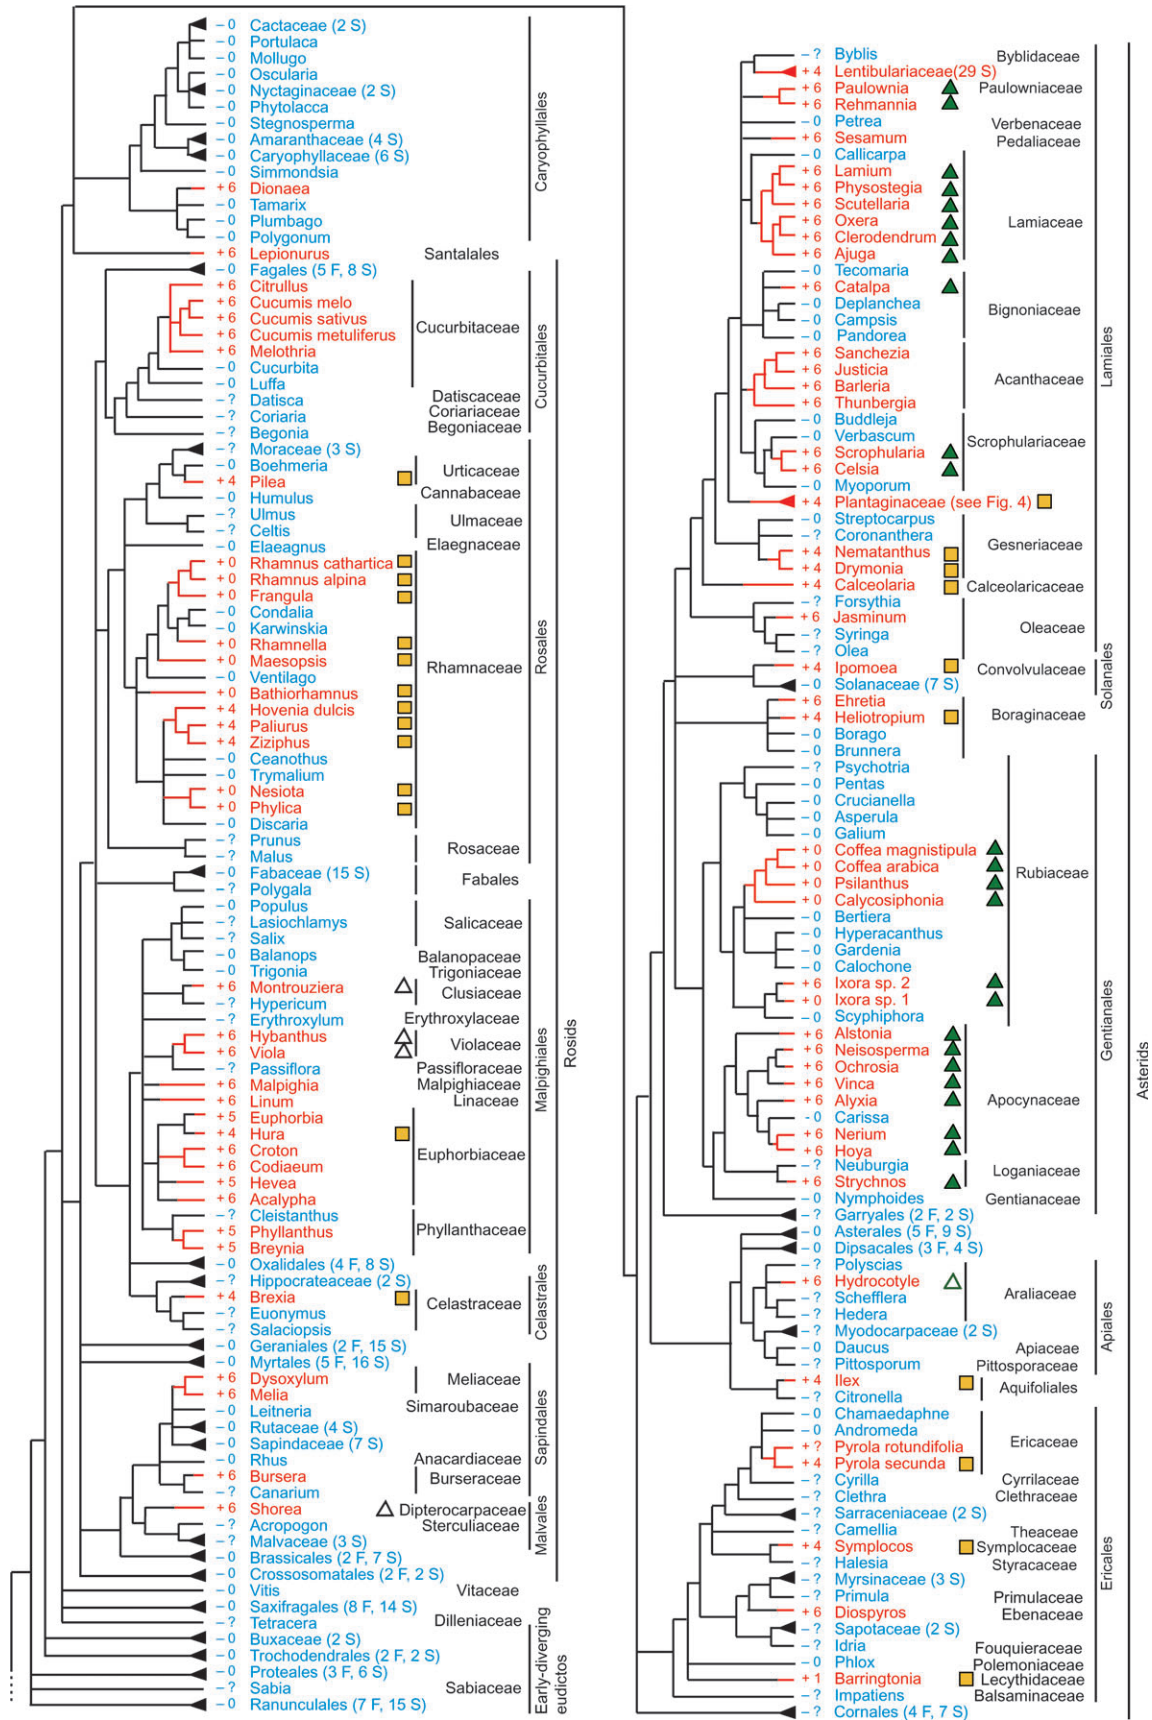 – 0 Cactaceae (2 S)
– 0 Portulaca
– 0 Mollugo
– 0 Oscularia
– 0 Nyctaginaceae (2 S)
– 0 Phytolacca
– 0 Stegnosperma
– 0 Amaranthaceae (4 S)
– 0 Caryophyllaceae (6 S)
– 0 Simmondsia
+ 6 Dionaea
– 0 Tamarix
– 0 Plumbago
– 0 Polygonum
Caryophyllales
+ 6 Lepionurus Santalales
– 0 Fagales (5 F, 8 S)
+ 6 Citrullus
+ 6 Cucumis melo
+ 6 Cucumis sativus
+ 6 Cucumis metuliferus
+ 6 Melothria
– 0 Cucurbita
– 0 Luffa
Cucurbitaceae
– ? Datisca Datiscaceae
– ? Coriaria Coriariaceae
– ? Begonia Begoniaceae
Cucurbitales
– ? Moraceae (3 S)
– 0 Boehmeria
+ 4 Pilea
Urticaceae
– 0 Humulus Cannabaceae
– ? Ulmus
– ? Celtis
Ulmaceae
– 0 Elaeagnus Elaegnaceae
+ 0 Rhamnus cathartica
+ 0 Rhamnus alpina
+ 0 Frangula
– 0 Condalia
– 0 Karwinskia
+ 0 Rhamnella
+ 0 Maesopsis
– 0 Ventilago
+ 0 Bathiorhamnus
+ 4 Hovenia dulcis
+ 4 Paliurus
+ 4 Ziziphus
– 0 Ceanothus
– 0 Trymalium
+ 0 Nesiota
+ 0 Phylica
– 0 Discaria
Rhamnaceae
– ? Prunus
– ? Malus
Rosaceae
Rosales
– 0 Fabaceae (15 S)
– ? Polygala
Fabales
– 0 Populus
– ? Lasiochlamys
– ? Salix
Salicaceae
– 0 Balanops Balanopaceae
– 0 Trigonia Trigoniaceae
+ 6 Montrouziera
– ? Hypericum
Clusiaceae
– ? Erythroxylum Erythroxylaceae
+ 6 Hybanthus
+ 6 Viola
Violaceae
– ? Passiflora Passifloraceae
+ 6 Malpighia Malpighiaceae
+ 6 Linum Linaceae
+ 5 Euphorbia
+ 4 Hura
+ 6 Croton
+ 6 Codiaeum
+ 5 Hevea
+ 6 Acalypha
Euphorbiaceae
– ? Cleistanthus
+ 5 Phyllanthus
+ 5 Breynia
Phyllanthaceae
Malpighiales
Rosids
– 0 Oxalidales (4 F, 8 S)
– ? Hippocrateaceae (2 S)
+ 4 Brexia
– ? Euonymus
– ? Salaciopsis
Celastraceae
Celastrales
– 0 Geraniales (2 F, 15 S)
– 0 Myrtales (5 F, 16 S)
+ 6 Dysoxylum
+ 6 Melia
Meliaceae
– 0 Leitneria Simaroubaceae
– 0 Rutaceae (4 S)
– 0 Sapindaceae (7 S)
– 0 Rhus Anacardiaceae
+ 6 Bursera
– ? Canarium
Burseraceae
Sapindales
+ 6 Shorea Dipterocarpaceae
– ? Acropogon Sterculiaceae
– ? Malvaceae (3 S)
Malvales
– 0 Brassicales (2 F, 7 S)
– 0 Crossosomatales (2 F, 2 S)
– 0 Vitis Vitaceae
– 0 Saxifragales (8 F, 14 S)
– ? Tetracera Dilleniaceae
– 0 Buxaceae (2 S)
– 0 Trochodendrales (2 F, 2 S)
– 0 Proteales (3 F, 6 S)
– ? Sabia Sabiaceae
– 0 Ranunculales (7 F, 15 S)
Early-diverging
eudictos
– ? Byblis Byblidaceae
+ 4 Lentibulariaceae(29 S)
+ 6 Paulownia
+ 6 Rehmannia
Paulowniaceae
– 0 Petrea Verbenaceae
+ 6 Sesamum Pedaliaceae
– 0 Callicarpa
+ 6 Lamium
+ 6 Physostegia
+ 6 Scutellaria
+ 6 Oxera
+ 6 Clerodendrum
+ 6 Ajuga
Lamiaceae
– 0 Tecomaria
+ 6 Catalpa
– 0 Deplanchea
– 0 Campsis
– 0 Pandorea
Bignoniaceae
+ 6 Sanchezia
+ 6 Justicia
+ 6 Barleria
+ 6 Thunbergia
Acanthaceae
– 0 Buddleja
– 0 Verbascum
+ 6 Scrophularia
+ 6 Celsia
– 0 Myoporum
Scrophulariaceae
+ 4 Plantaginaceae (see Fig. 4)
– 0 Streptocarpus
– ? Coronanthera
+ 4 Nematanthus
+ 4 Drymonia
Gesneriaceae
+ 4 Calceolaria Calceolaricaceae
– ? Forsythia
+ 6 Jasminum
– ? Syringa
– ? Olea
Oleaceae
Lamiales
+ 4 Ipomoea Convolvulaceae
– 0 Solanaceae (7 S)
Solanales
+ 6 Ehretia
+ 4 Heliotropium
– 0 Borago
– 0 Brunnera
Boraginaceae
– ? Psychotria
– 0 Pentas
– 0 Crucianella
– 0 Asperula
– 0 Galium
+ 0 Coffea magnistipula
+ 0 Coffea arabica
+ 0 Psilanthus
+ 0 Calycosiphonia
– 0 Bertiera
– 0 Hyperacanthus
– 0 Gardenia
– 0 Calochone
+ 6 Ixora sp. 2
+ 0 Ixora sp. 1
– 0 Scyphiphora
Rubiaceae
+ 6 Alstonia
+ 6 Neisosperma
+ 6 Ochrosia
+ 6 Vinca
+ 6 Alyxia
- 0 Carissa
+ 6 Nerium
+ 6 Hoya
Apocynaceae
– ? Neuburgia
+ 6 Strychnos
Loganiaceae
– 0 Nymphoides Gentianaceae
Gentianales
– ? Garryales (2 F, 2 S)
Asterids
– 0 Asterales (5 F, 9 S)
– 0 Dipsacales (3 F, 4 S)
– ? Polyscias
+ 6 Hydrocotyle
– ? Schefflera
– ? Hedera
Araliaceae
– ? Myodocarpaceae (2 S)
– 0 Daucus Apiaceae
– ? Pittosporum Pittosporaceae
Apiales
+ 4 Ilex
– ? Citronella
Aquifoliales
– 0 Chamaedaphne
– 0 Andromeda
+ ? Pyrola rotundifolia
+ 4 Pyrola secunda
Ericaceae
– ? Cyrilla Cyrrilaceae
– ? Clethra Clethraceae
– ? Sarraceniaceae (2 S)
– ? Camellia Theaceae
+ 4 Symplocos Symplocaceae
– ? Halesia Styracaceae
– ? Myrsinaceae (3 S)
– ? Primula Primulaceae
+ 6 Diospyros Ebenaceae
– ? Sapotaceae (2 S)
– ? Idria Fouquieraceae
– 0 Phlox Polemoniaceae
+ 1 Barringtonia Lecythidaceae
– ? Impatiens Balsaminaceae
Ericales
– ? Cornales (4 F, 7 S)